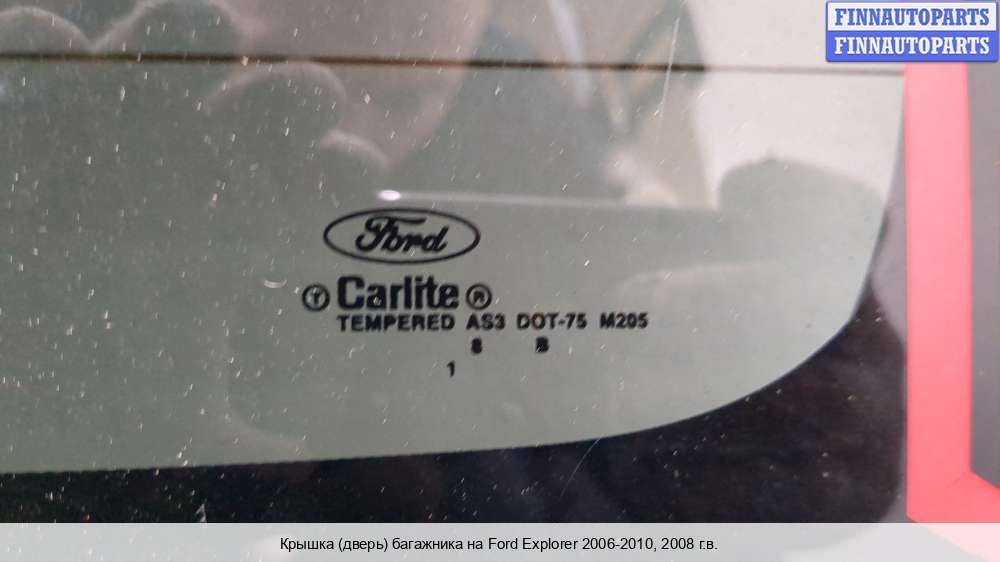 FINNAUTOPARTS
FINNAUTOPARTS
Ford
T Carlite ®
TEMPERED AS3 DOT-75 M205
8 B
1
Крышка (дверь) багажника на Ford Explorer 2006-2010, 2008 г.в.